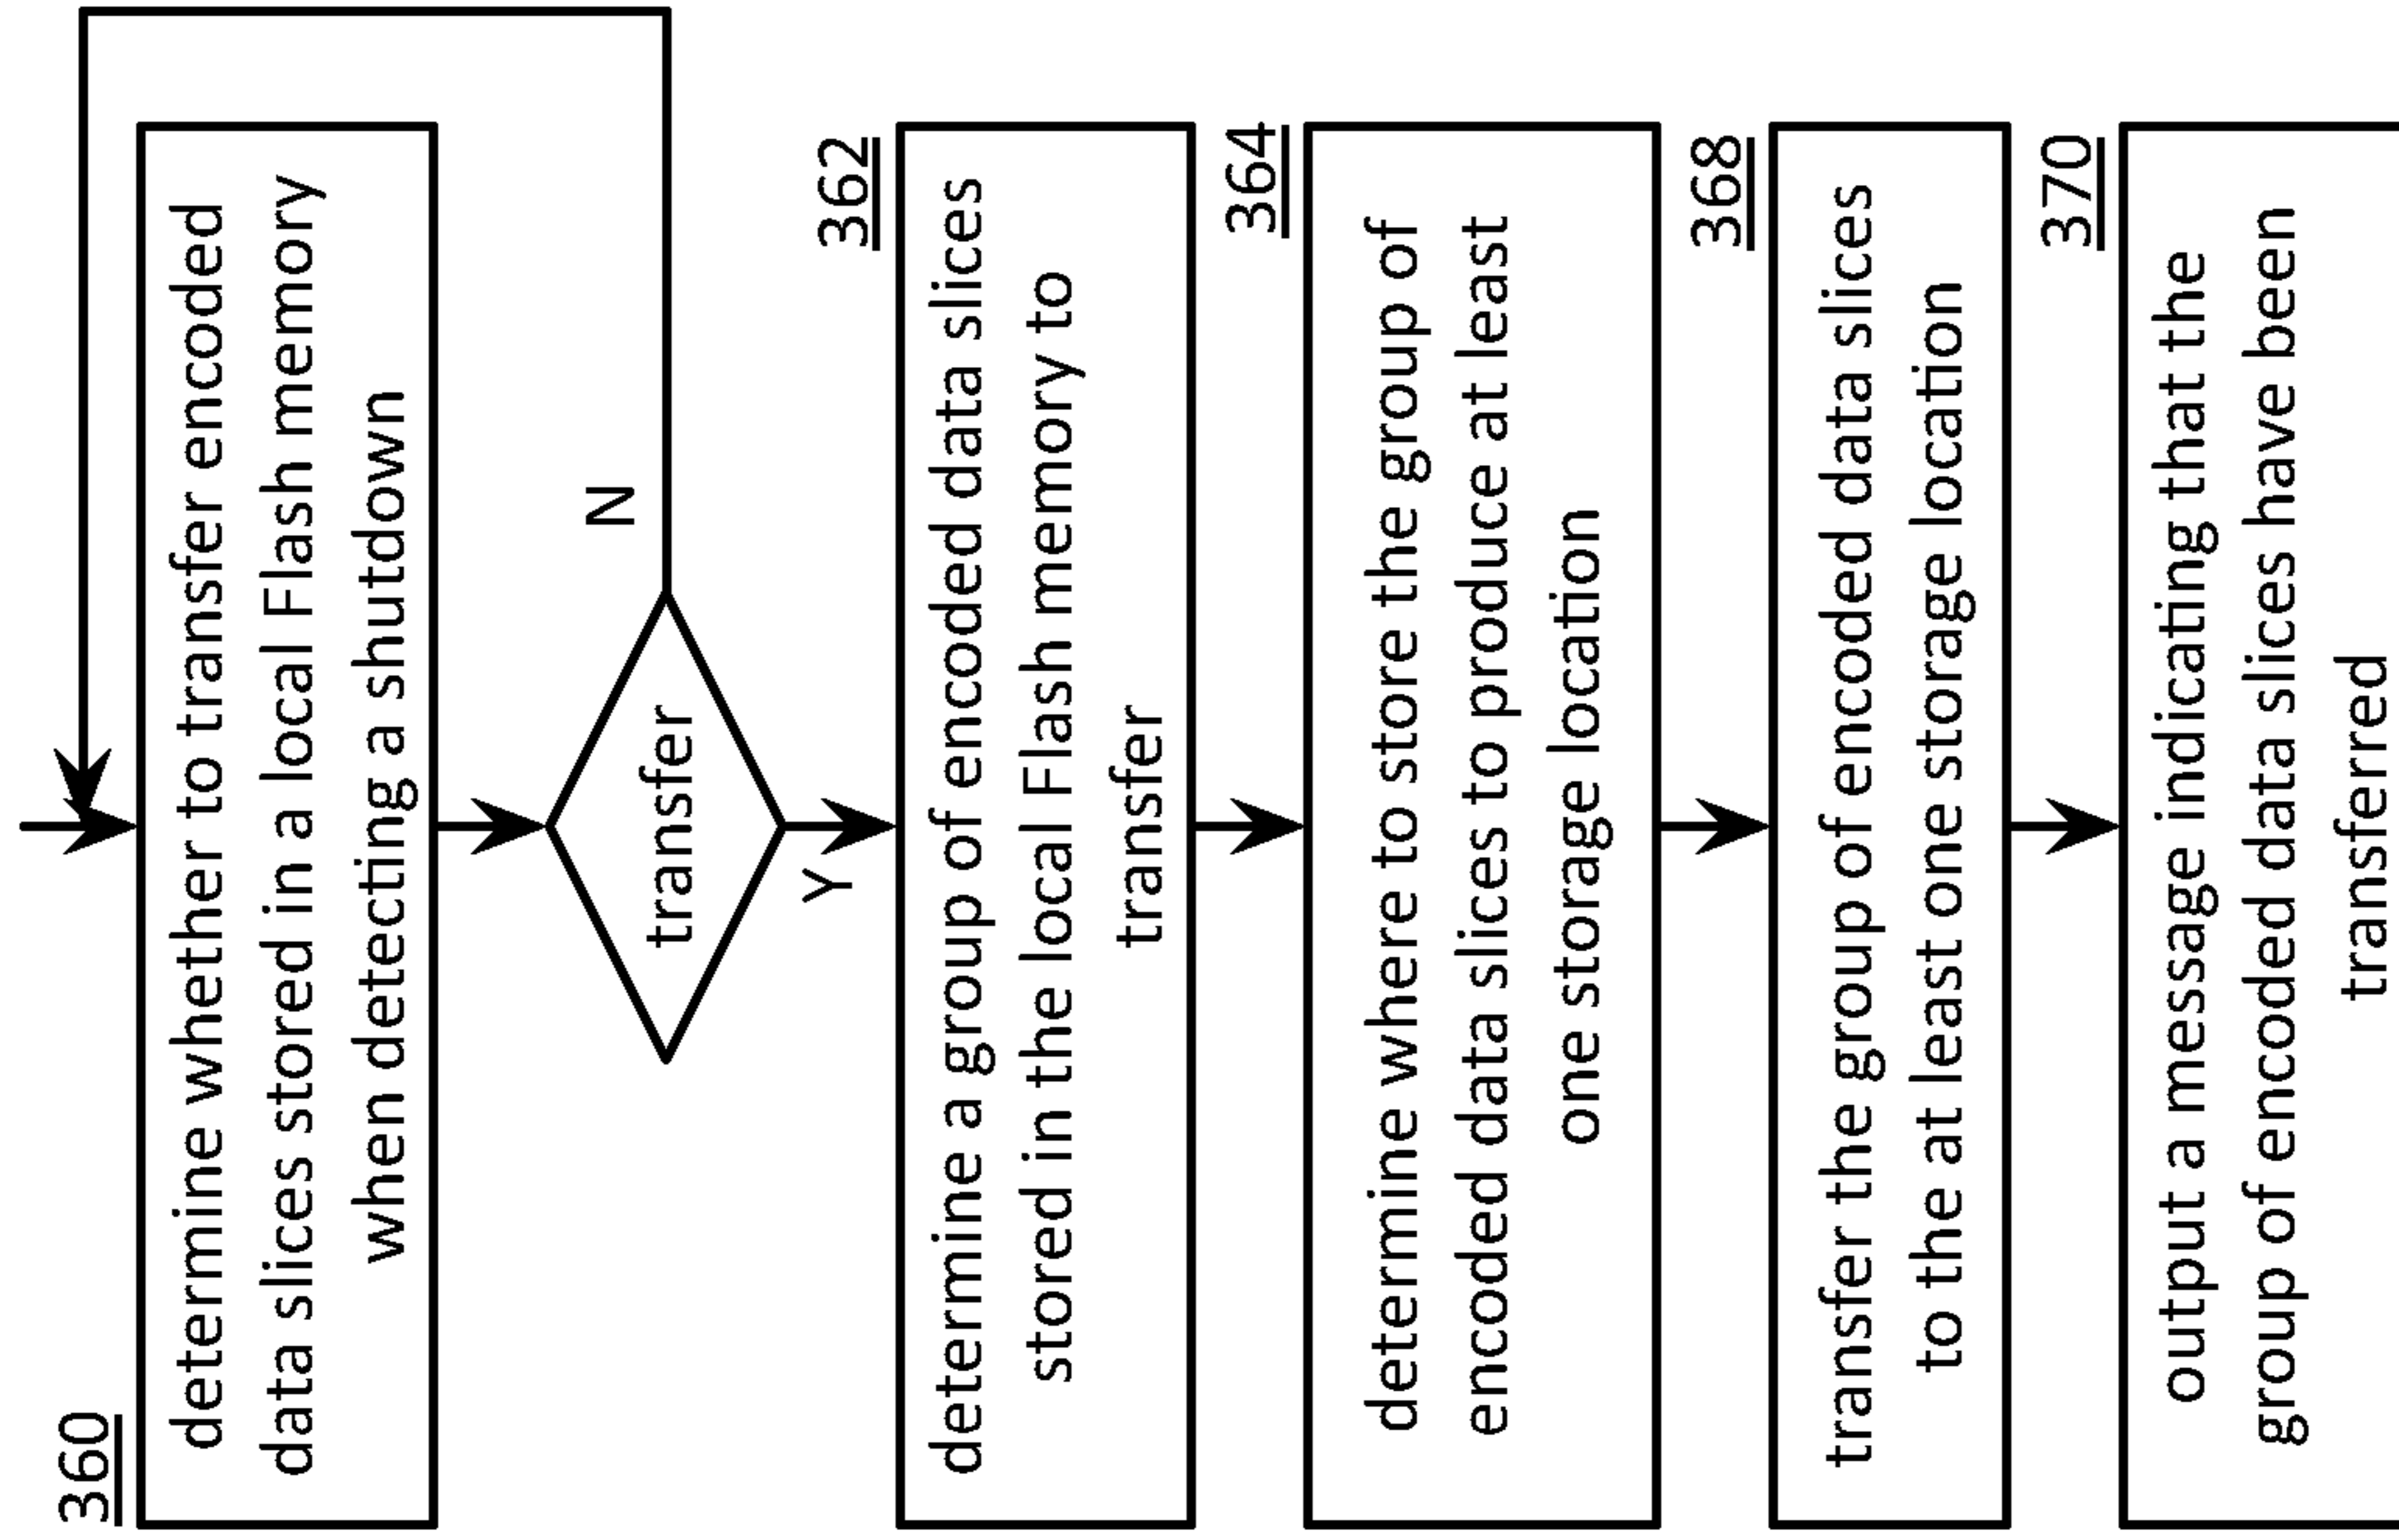 360
determine whether to transfer encoded
data slices stored in a local Flash memory
when detecting a shutdown
transfer
N
Y
362
determine a group of encoded data slices
stored in the local Flash memory to
transfer
364
determine where to store the group of
encoded data slices to produce at least
one storage location
368
transfer the group of encoded data slices
to the at least one storage location
370
output a message indicating that the
group of encoded data slices have been
transferred